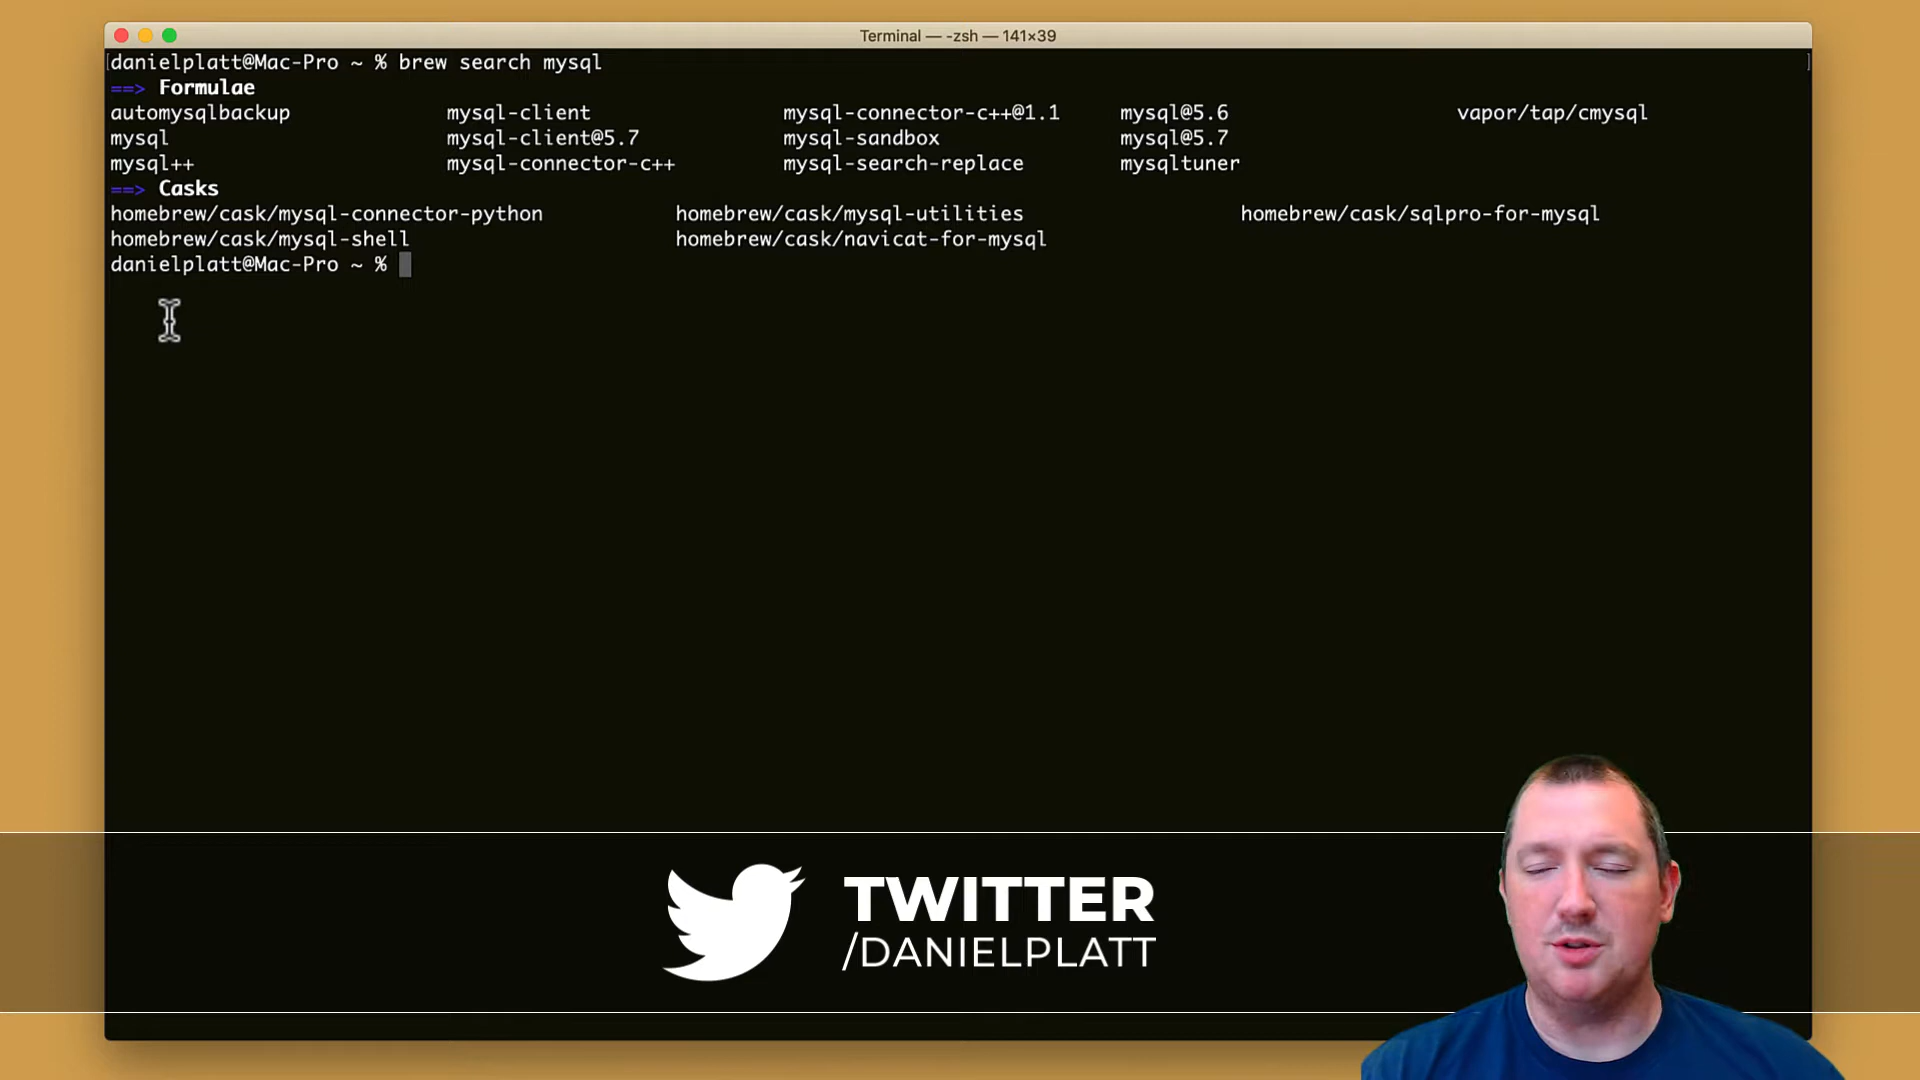 Terminal — -zsh — 141×39
danielplatt@Mac-Pro ~ % brew search mysql
==> Formulae
automysqlbackup mysql-client mysql-connector-c++@1.1 mysql@5.6 vapor/tap/cmysql
mysql mysql-client@5.7 mysql-sandbox mysql@5.7
mysql++ mysql-connector-c++ mysql-search-replace mysqltuner
==> Casks
homebrew/cask/mysql-connector-python homebrew/cask/mysql-utilities homebrew/cask/sqlpro-for-mysql
homebrew/cask/mysql-shell homebrew/cask/navicat-for-mysql
danielplatt@Mac-Pro ~ %
TWITTER
/DANIELPLATT